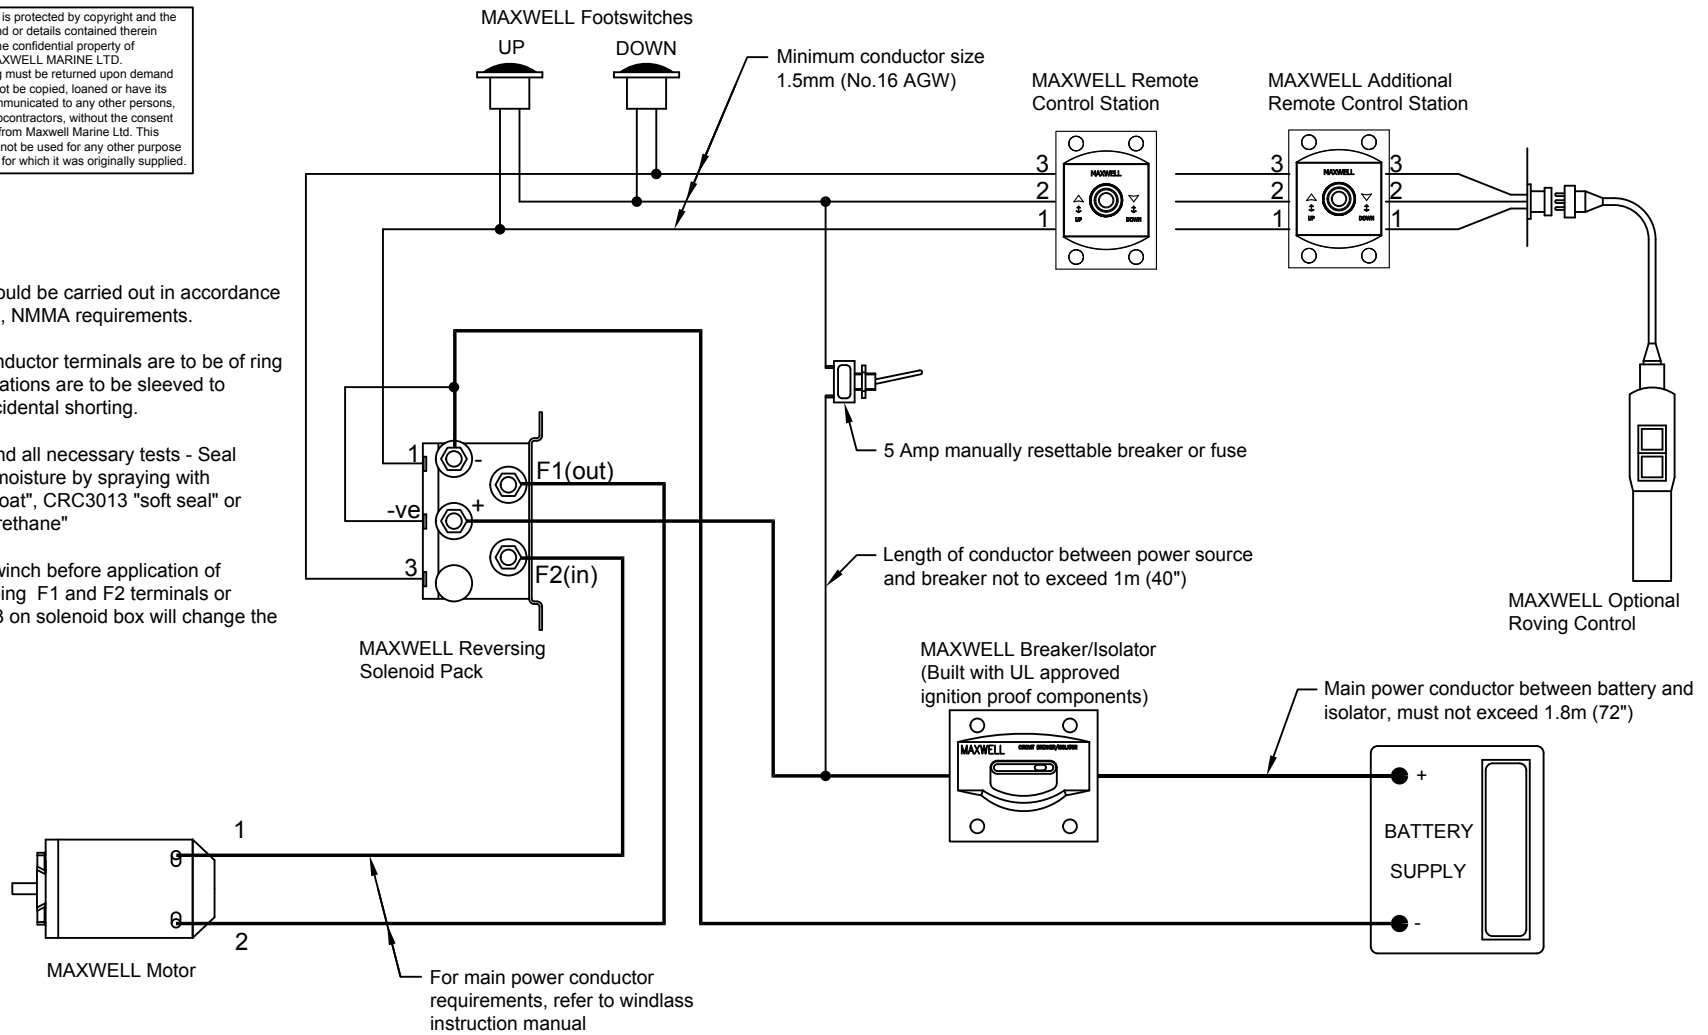 is protected by copyright and the
nd or details contained therein
ne confidential property of
AXWELL MARINE LTD.
g must be returned upon demand
ot be copied, loaned or have its
mmunicated to any other persons,
bcontractors, without the consent
from Maxwell Marine Ltd. This
not be used for any other purpose
for which it was originally supplied.
MAXWELL Footswitches
UP
DOWN
Minimum conductor size
1.5mm (No.16 AGW)
MAXWELL Remote
Control Station
MAXWELL Additional
Remote Control Station
3
2
1
MAXWELL
UP
DOWN
3
2
1
MAXWELL
UP
DOWN
3
2
1
ould be carried out in accordance
, NMMA requirements.
nductor terminals are to be of ring
ations are to be sleeved to
cidental shorting.
nd all necessary tests - Seal
moisture by spraying with
oat", CRC3013 "soft seal" or
rethane"
winch before application of
ing F1 and F2 terminals or
3 on solenoid box will change the
1
-
F1(out)
-ve
+
3
F2(in)
MAXWELL Reversing
Solenoid Pack
5 Amp manually resettable breaker or fuse
Length of conductor between power source
and breaker not to exceed 1m (40")
MAXWELL Optional
Roving Control
MAXWELL Breaker/Isolator
(Built with UL approved
ignition proof components)
MAXWELL
CIRCUIT BREAKER/ISOLATOR
Main power conductor between battery and
isolator, must not exceed 1.8m (72")
+
BATTERY
SUPPLY
-
1
2
MAXWELL Motor
For main power conductor
requirements, refer to windlass
instruction manual